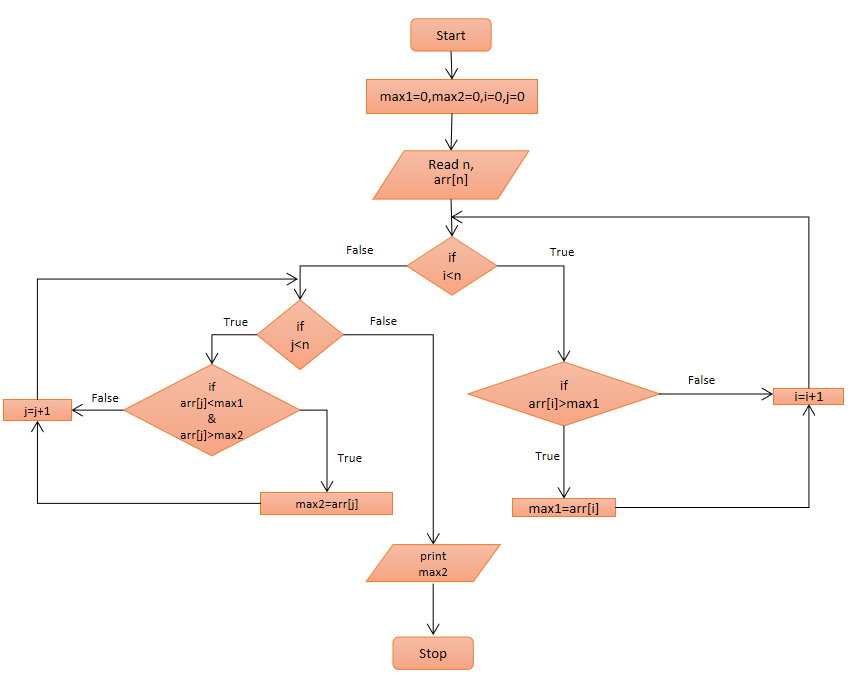 Start
max1=0,max2=0,i=0,j=0
Read n,
arr[n]
False
if
i<n
True
True
if
j<n
False
if
arr[j]<max1
&
arr[j]>max2
False
j=j+1
True
max2=arr[j]
if
arr[i]>max1
False
i=i+1
True
max1=arr[i]
print
max2
Stop